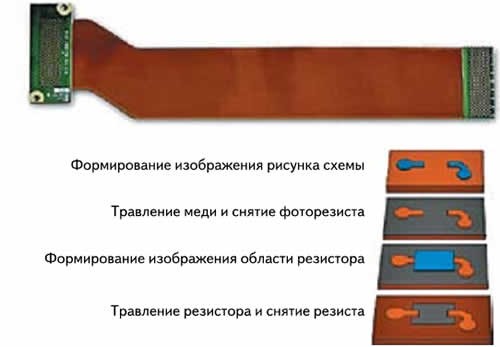 Формирование изображения рисунка схемы
Травление меди и снятие фоторезиста
Формирование изображения области резистора
Травление резистора и снятие резиста